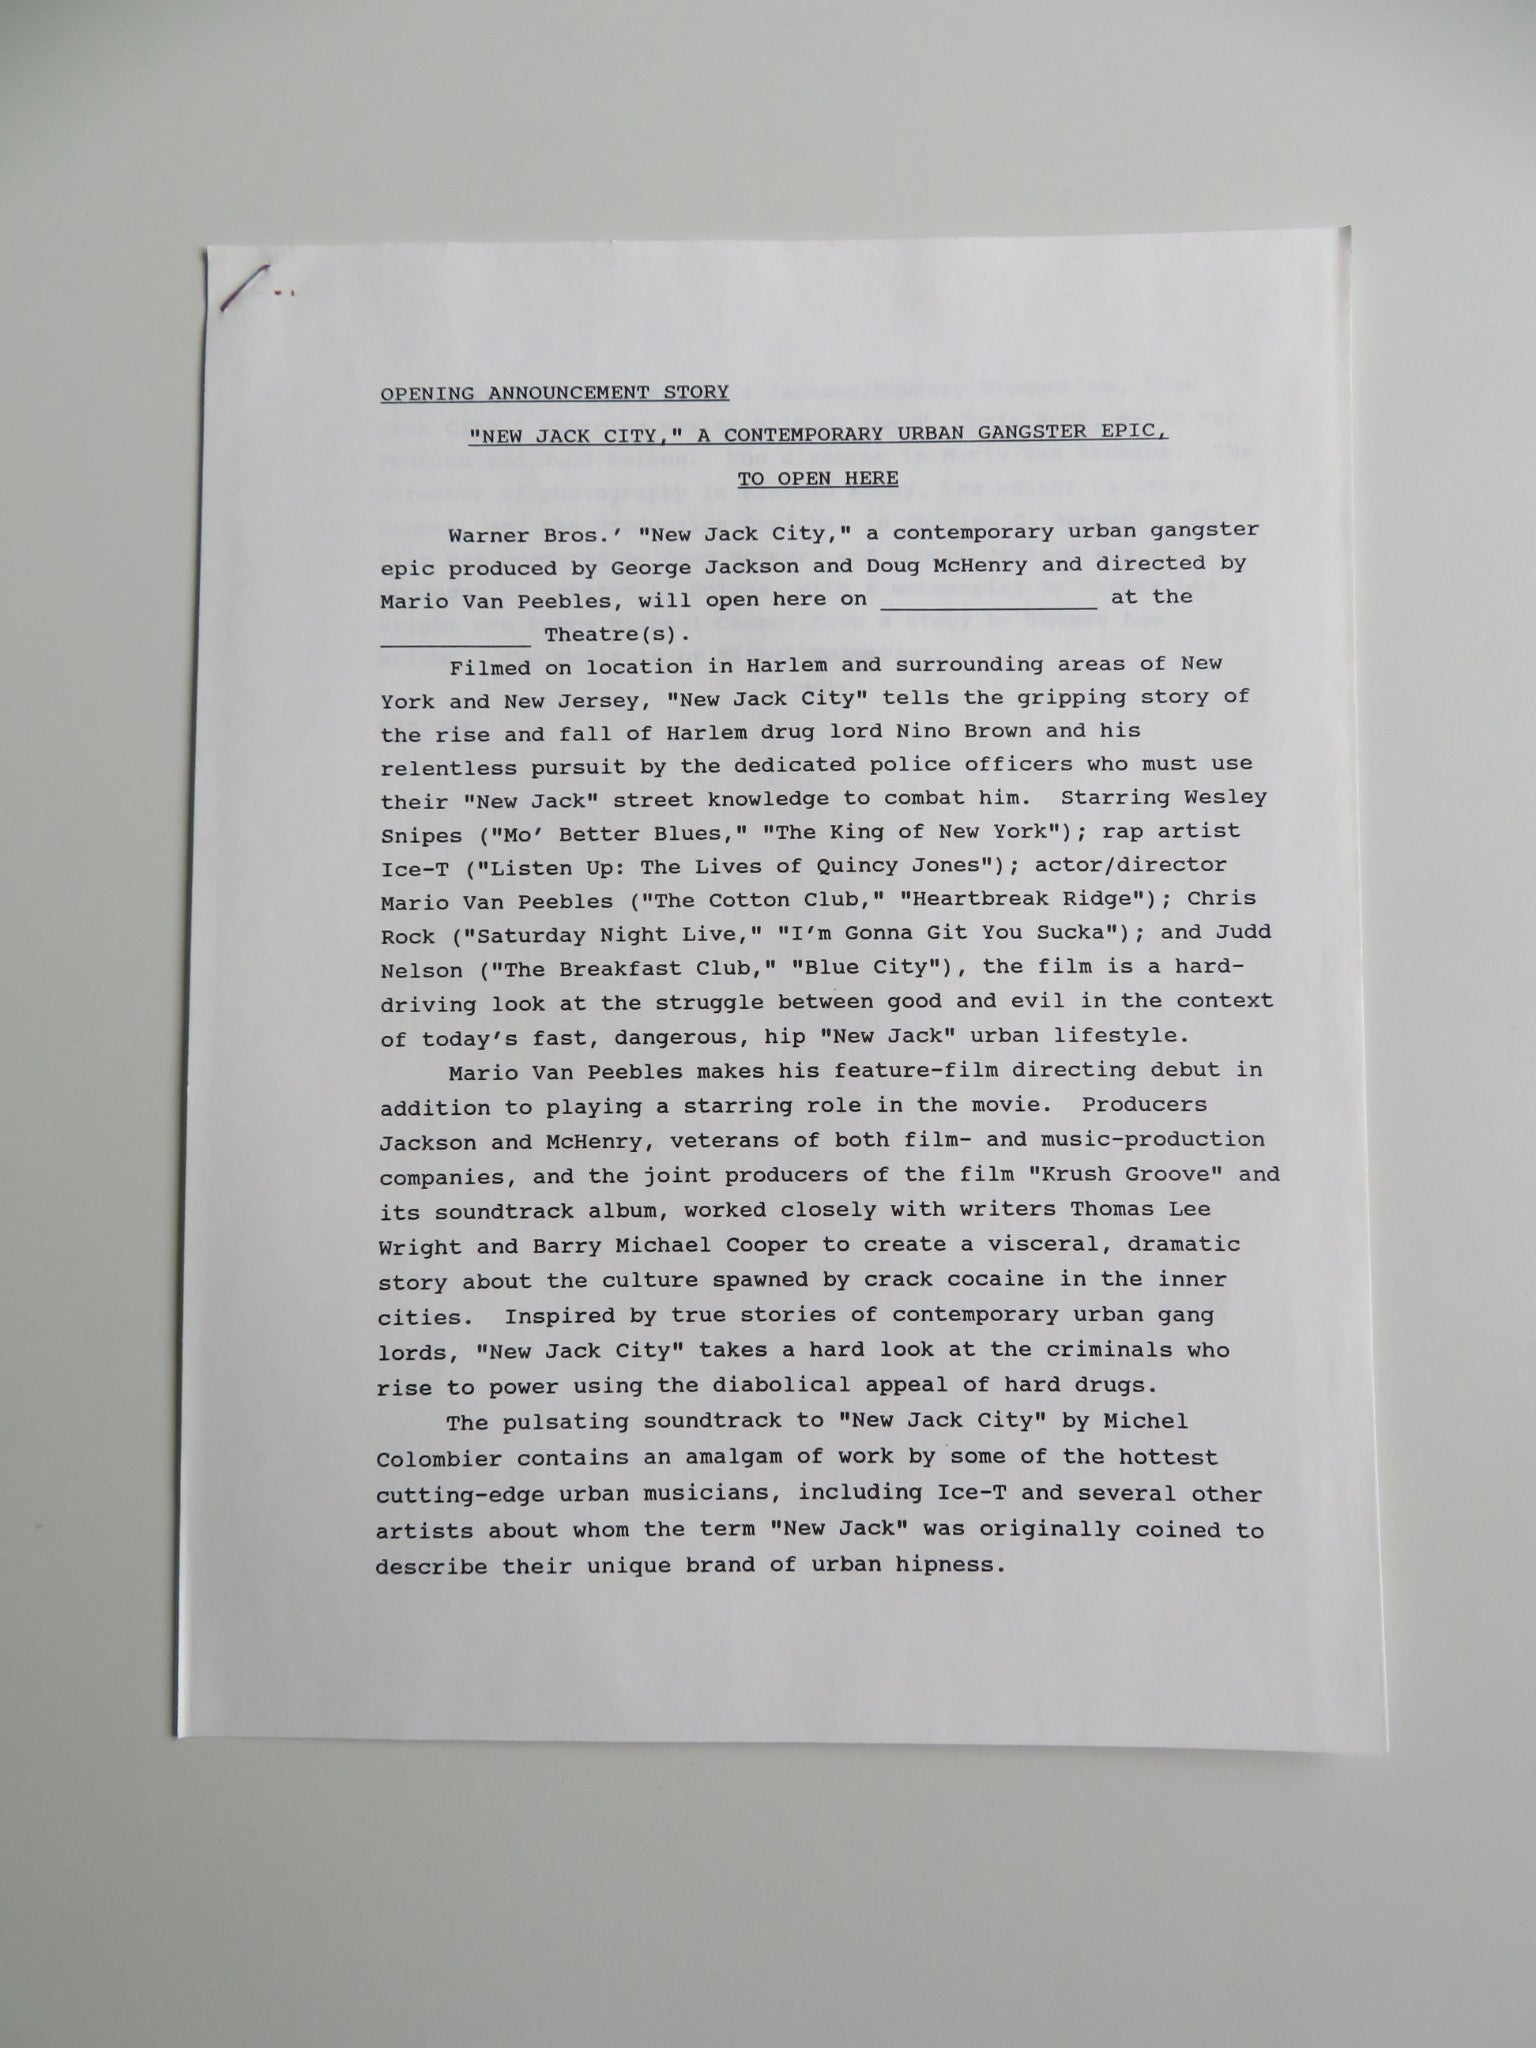 OPENING ANNOUNCEMENT STORY
"NEW JACK CITY," A CONTEMPORARY URBAN GANGSTER EPIC,
TO OPEN HERE
Warner Bros.' "New Jack City," a contemporary urban gangster
epic produced by George Jackson and Doug McHenry and directed by
Mario Van Peebles, will open here on ________________ at the
___________ Theatre(s).
Filmed on location in Harlem and surrounding areas of New
York and New Jersey, "New Jack City" tells the gripping story of
the rise and fall of Harlem drug lord Nino Brown and his
relentless pursuit by the dedicated police officers who must use
their "New Jack" street knowledge to combat him.  Starring Wesley
Snipes ("Mo' Better Blues," "The King of New York"); rap artist
Ice-T ("Listen Up: The Lives of Quincy Jones"); actor/director
Mario Van Peebles ("The Cotton Club," "Heartbreak Ridge"); Chris
Rock ("Saturday Night Live," "I'm Gonna Git You Sucka"); and Judd
Nelson ("The Breakfast Club," "Blue City"), the film is a hard-
driving look at the struggle between good and evil in the context
of today's fast, dangerous, hip "New Jack" urban lifestyle.
Mario Van Peebles makes his feature-film directing debut in
addition to playing a starring role in the movie.  Producers
Jackson and McHenry, veterans of both film- and music-production
companies, and the joint producers of the film "Krush Groove" and
its soundtrack album, worked closely with writers Thomas Lee
Wright and Barry Michael Cooper to create a visceral, dramatic
story about the culture spawned by crack cocaine in the inner
cities.  Inspired by true stories of contemporary urban gang
lords, "New Jack City" takes a hard look at the criminals who
rise to power using the diabolical appeal of hard drugs.
The pulsating soundtrack to "New Jack City" by Michel
Colombier contains an amalgam of work by some of the hottest
cutting-edge urban musicians, including Ice-T and several other
artists about whom the term "New Jack" was originally coined to
describe their unique brand of urban hipness.